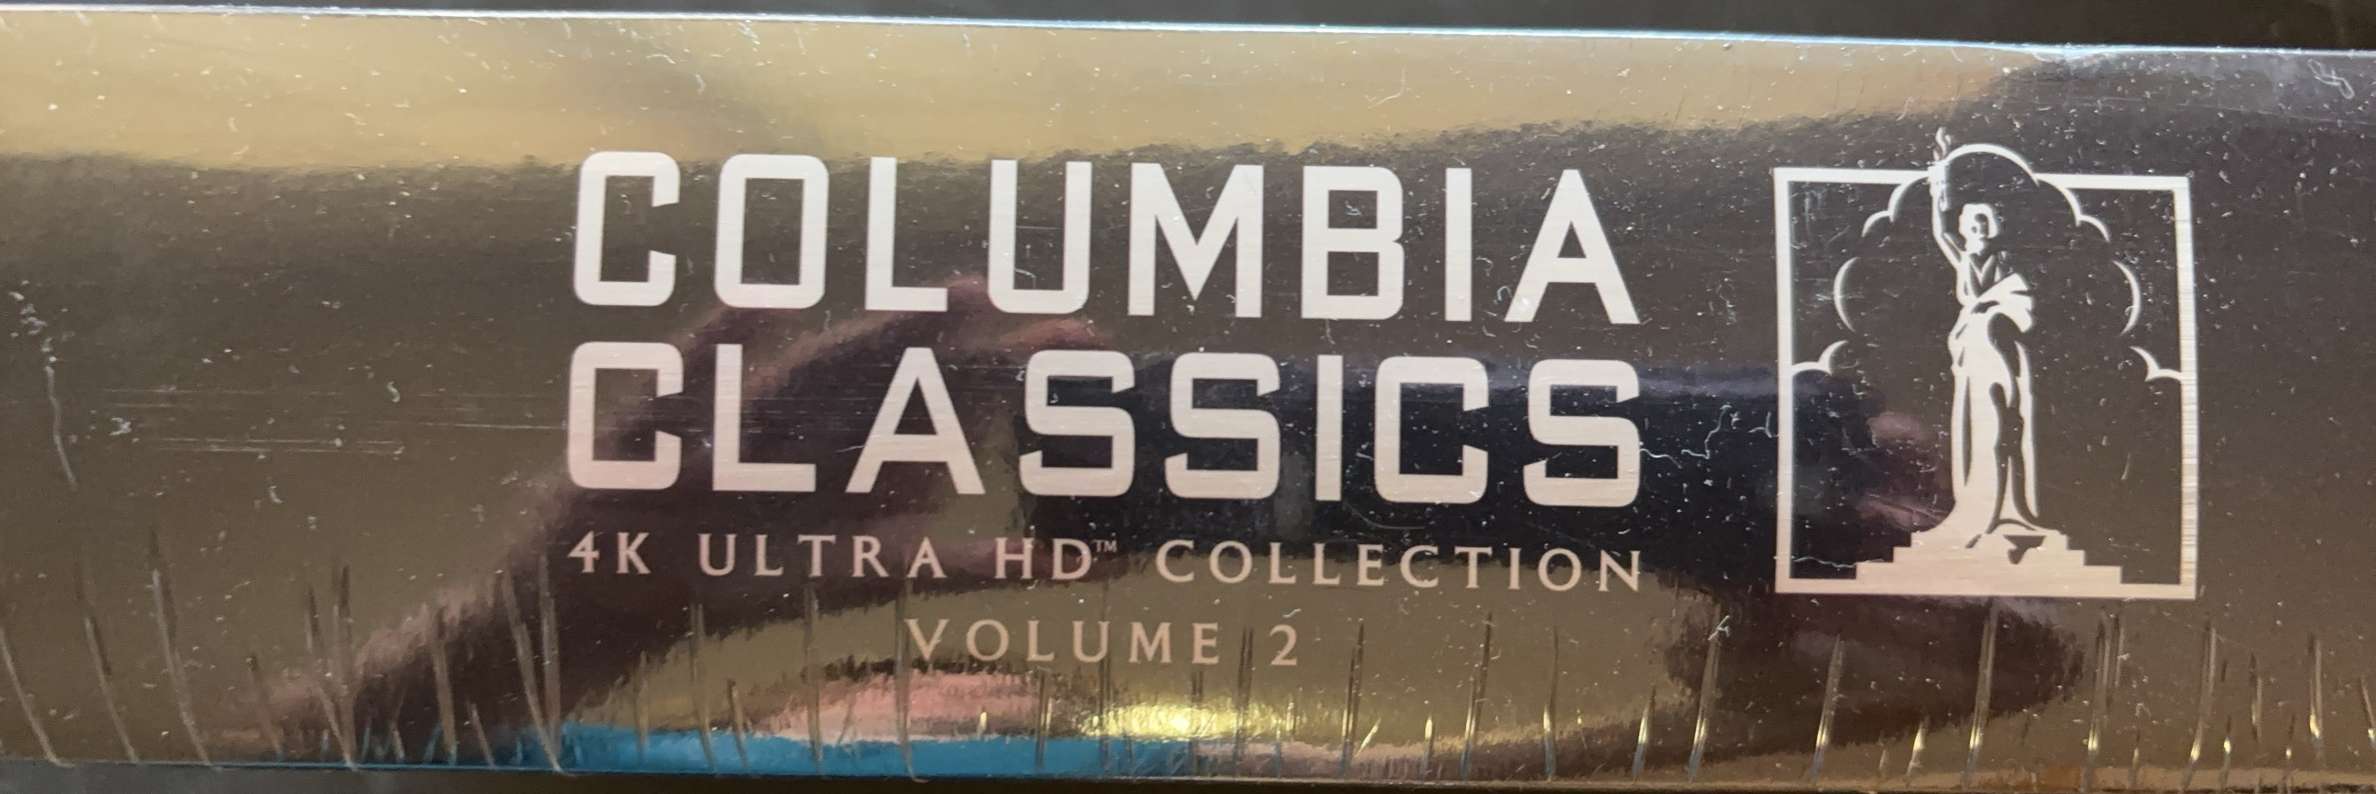 COLUMBIA
CLASSICS
4K ULTRA HD™ COLLECTION
VOLUME 2